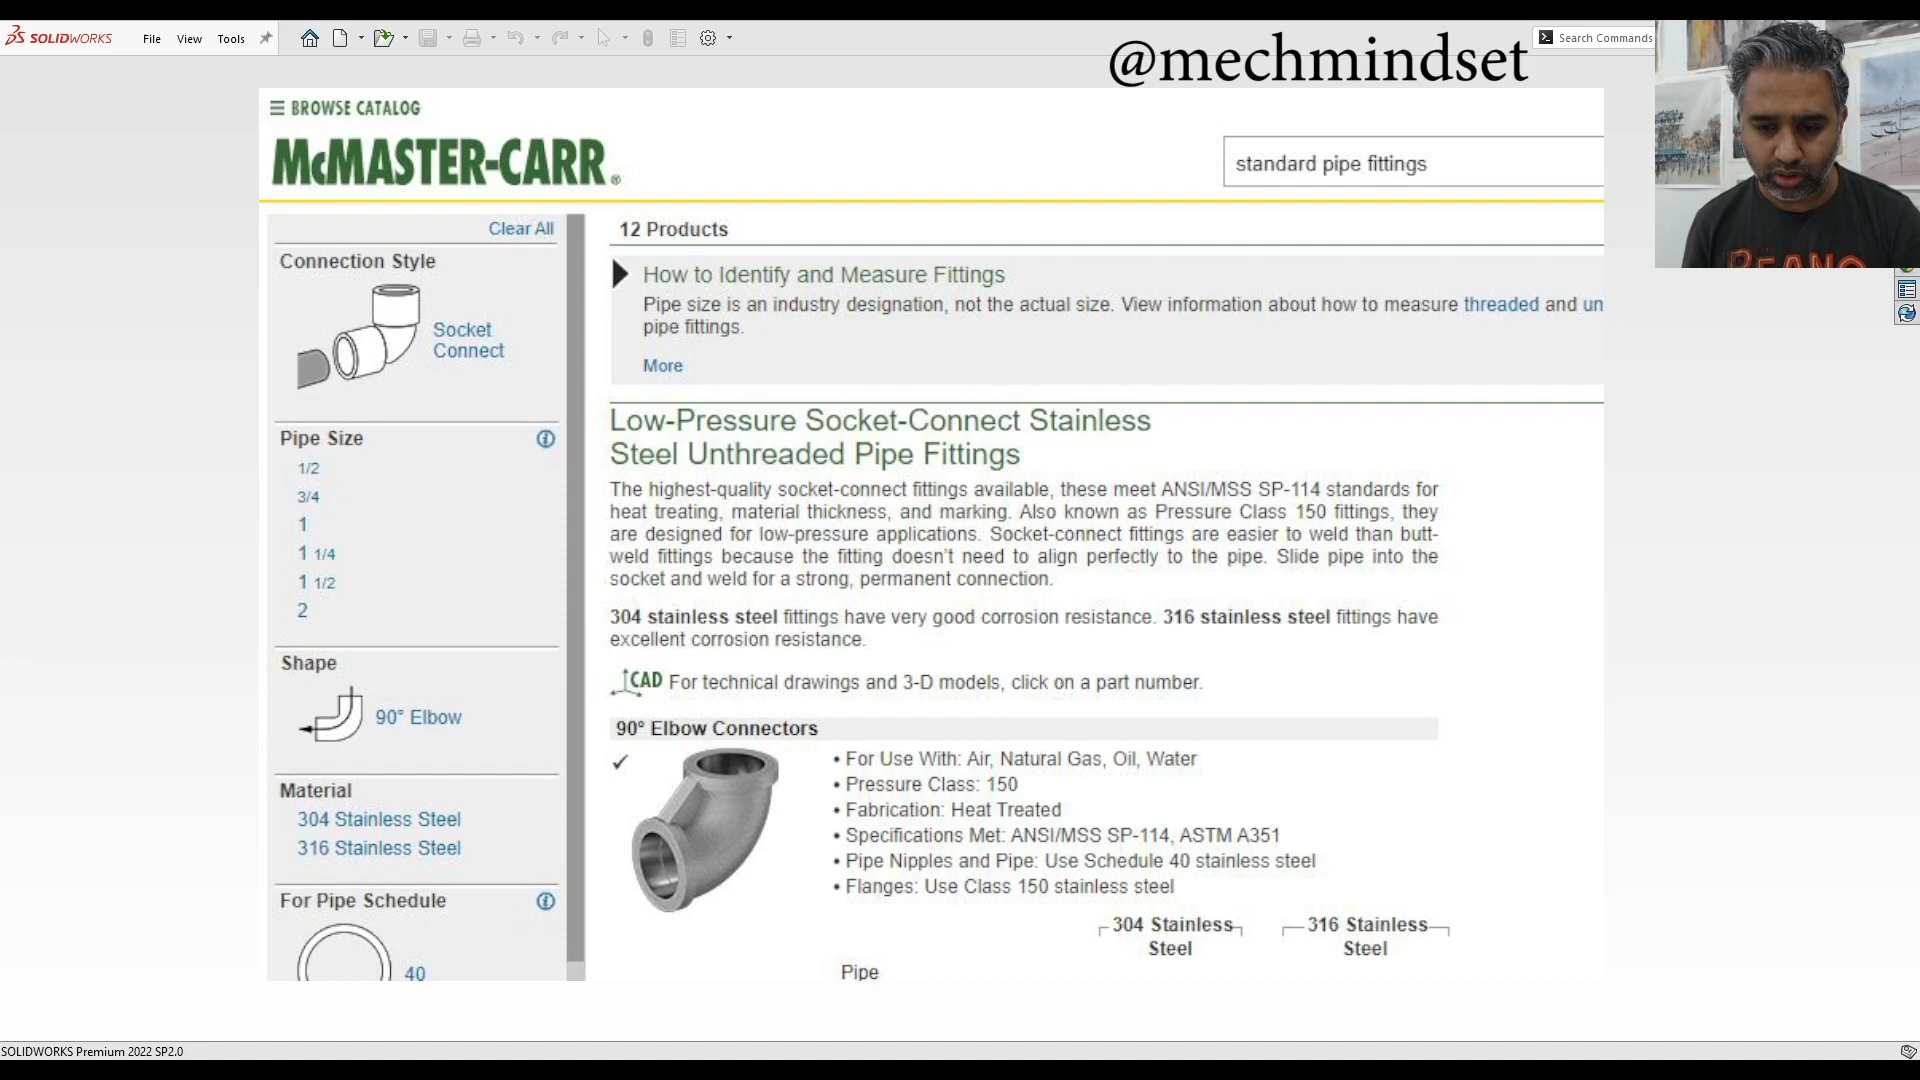 SOLIDWORKS File View Tools
Search Commands
@mechmindset
BROWSE CATALOG
McMASTER-CARR®
standard pipe fittings
Clear All
Connection Style
Socket
Connect
Pipe Size
1/2
3/4
1
1 1/4
1 1/2
2
Shape
90° Elbow
Material
304 Stainless Steel
316 Stainless Steel
For Pipe Schedule
40
12 Products
How to Identify and Measure Fittings
Pipe size is an industry designation, not the actual size. View information about how to measure threaded and un
pipe fittings.
More
Low-Pressure Socket-Connect Stainless
Steel Unthreaded Pipe Fittings
The highest-quality socket-connect fittings available, these meet ANSI/MSS SP-114 standards for
heat treating, material thickness, and marking. Also known as Pressure Class 150 fittings, they
are designed for low-pressure applications. Socket-connect fittings are easier to weld than butt-
weld fittings because the fitting doesn't need to align perfectly to the pipe. Slide pipe into the
socket and weld for a strong, permanent connection.
304 stainless steel fittings have very good corrosion resistance. 316 stainless steel fittings have
excellent corrosion resistance.
CAD For technical drawings and 3-D models, click on a part number.
90° Elbow Connectors
• For Use With: Air, Natural Gas, Oil, Water
• Pressure Class: 150
• Fabrication: Heat Treated
• Specifications Met: ANSI/MSS SP-114, ASTM A351
• Pipe Nipples and Pipe: Use Schedule 40 stainless steel
• Flanges: Use Class 150 stainless steel
304 Stainless
Steel
316 Stainless
Steel
Pipe
SOLIDWORKS Premium 2022 SP2.0